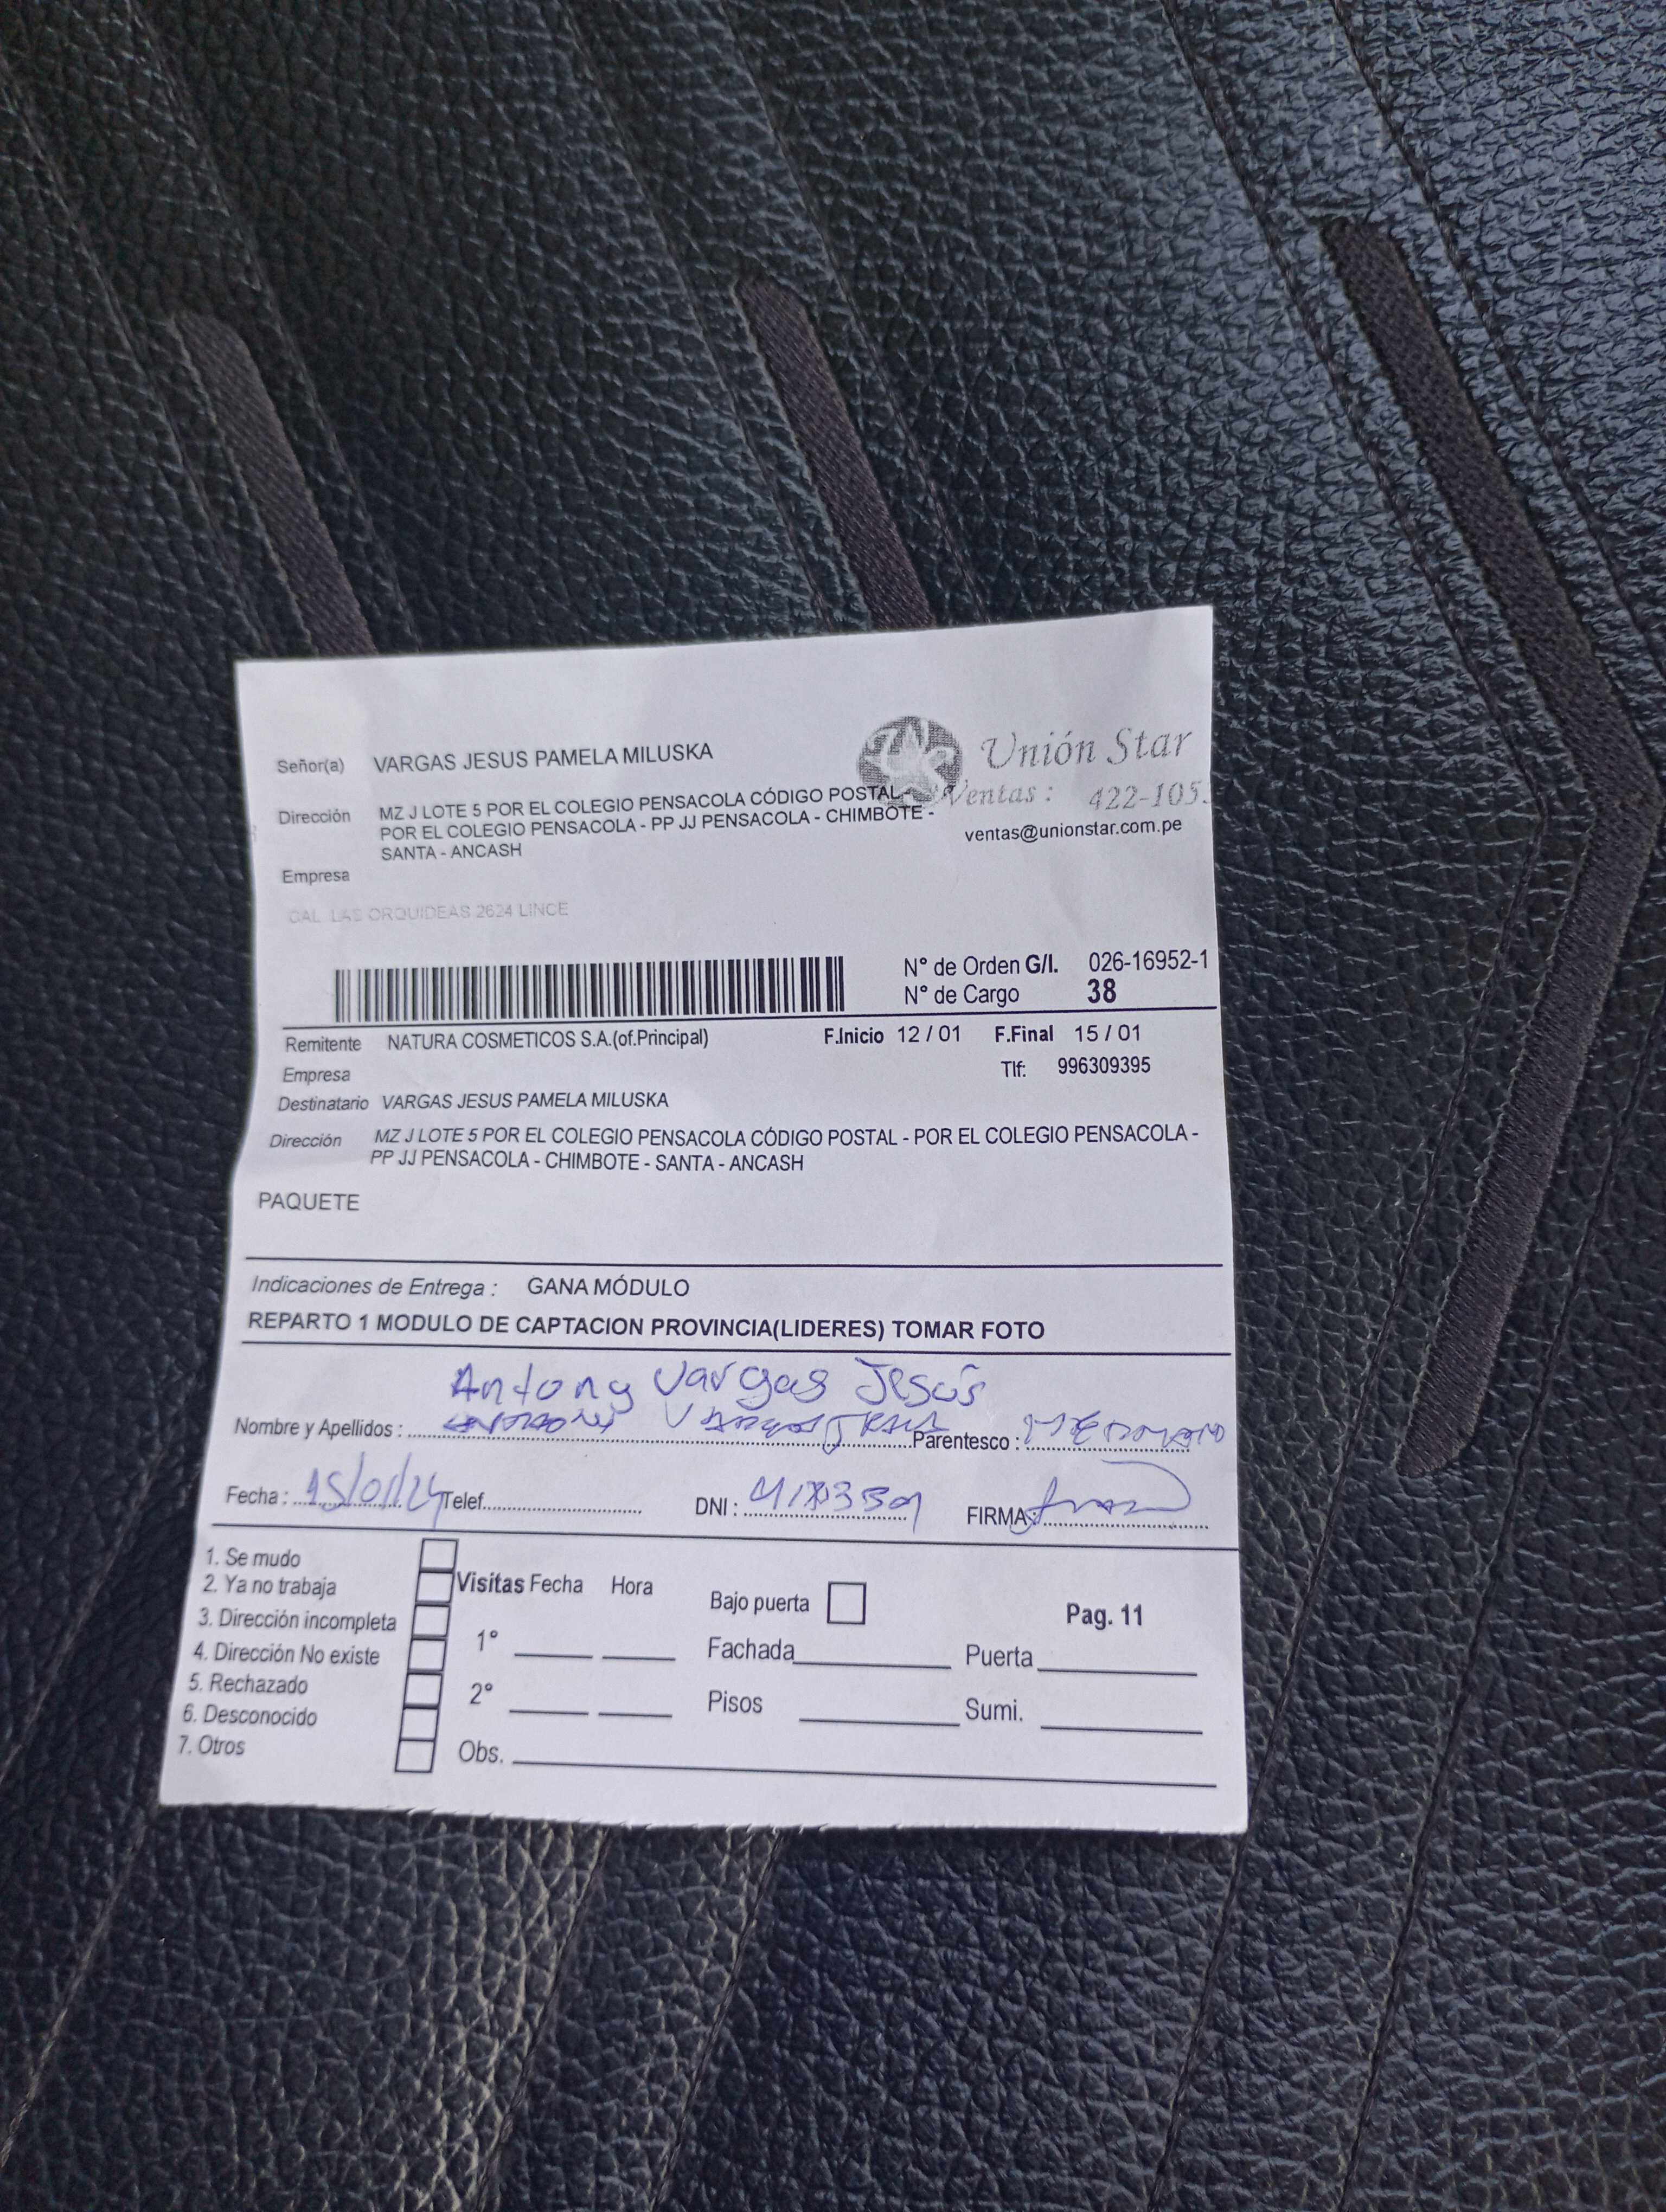 Señor(a) VARGAS JESUS PAMELA MILUSKA
Unión Star
Dirección MZ J LOTE 5 POR EL COLEGIO PENSACOLA CÓDIGO POSTAL -
Ventas : 422-105
POR EL COLEGIO PENSACOLA - PP JJ PENSACOLA - CHIMBOTE -
ventas@unionstar.com.pe
SANTA - ANCASH
Empresa
CAL. LAS ORQUIDEAS 2624 LINCE
N° de Orden G/I. 026-16952-1
N° de Cargo 38
Remitente NATURA COSMETICOS S.A.(of.Principal) F.Inicio 12 / 01 F.Final 15 / 01
Empresa Tlf: 996309395
Destinatario VARGAS JESUS PAMELA MILUSKA
Dirección MZ J LOTE 5 POR EL COLEGIO PENSACOLA CÓDIGO POSTAL - POR EL COLEGIO PENSACOLA -
PP JJ PENSACOLA - CHIMBOTE - SANTA - ANCASH
PAQUETE
Indicaciones de Entrega : GANA MÓDULO
REPARTO 1 MODULO DE CAPTACION PROVINCIA(LIDERES) TOMAR FOTO
Antony Vargas Jesús
Nombre y Apellidos : Vargas Jesus Parentesco : HERMANO
Fecha : 15/01/24 Telef. DNI : FIRMA :
1. Se mudo
2. Ya no trabaja
3. Dirección incompleta
4. Dirección No existe
5. Rechazado
6. Desconocido
7. Otros
Visitas Fecha Hora
1°
2°
Obs.
Bajo puerta
Pag. 11
Fachada Puerta
Pisos Sumi.